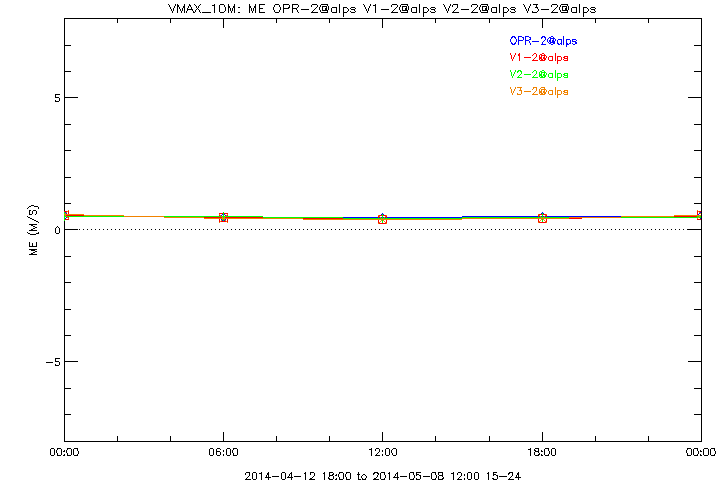 VMAX_10M: ME OPR-2@alps V1-2@alps V2-2@alps V3-2@alps
OPR-2@alps
V1-2@alps
V2-2@alps
V3-2@alps
5
0
-5
ME (M/S)
00:00 06:00 12:00 18:00 00:00
2014-04-12 18:00 to 2014-05-08 12:00 15-24